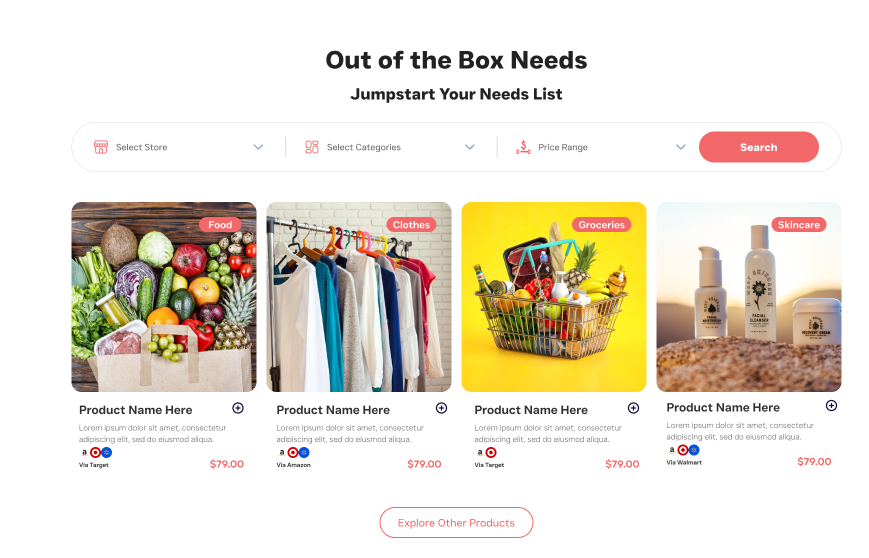 Out of the Box Needs
Jumpstart Your Needs List
Select Store
Select Categories
Price Range
Search
Food
Clothes
Groceries
Skincare
FACIAL
CLEANSER
Product Name Here
Lorem ipsum dolor sit amet, consectetur
adipiscing elit, sed do eiusmod aliqua.
a
Via Target
$79.00
Product Name Here
Lorem ipsum dolor sit amet, consectetur
adipiscing elit, sed do eiusmod aliqua.
a
Via Amazon
$79.00
Product Name Here
Lorem ipsum dolor sit amet, consectetur
adipiscing elit, sed do eiusmod aliqua.
a
Via Target
$79.00
Product Name Here
Lorem ipsum dolor sit amet, consectetur
adipiscing elit, sed do eiusmod aliqua.
a
Via Walmart
$79.00
Explore Other Products